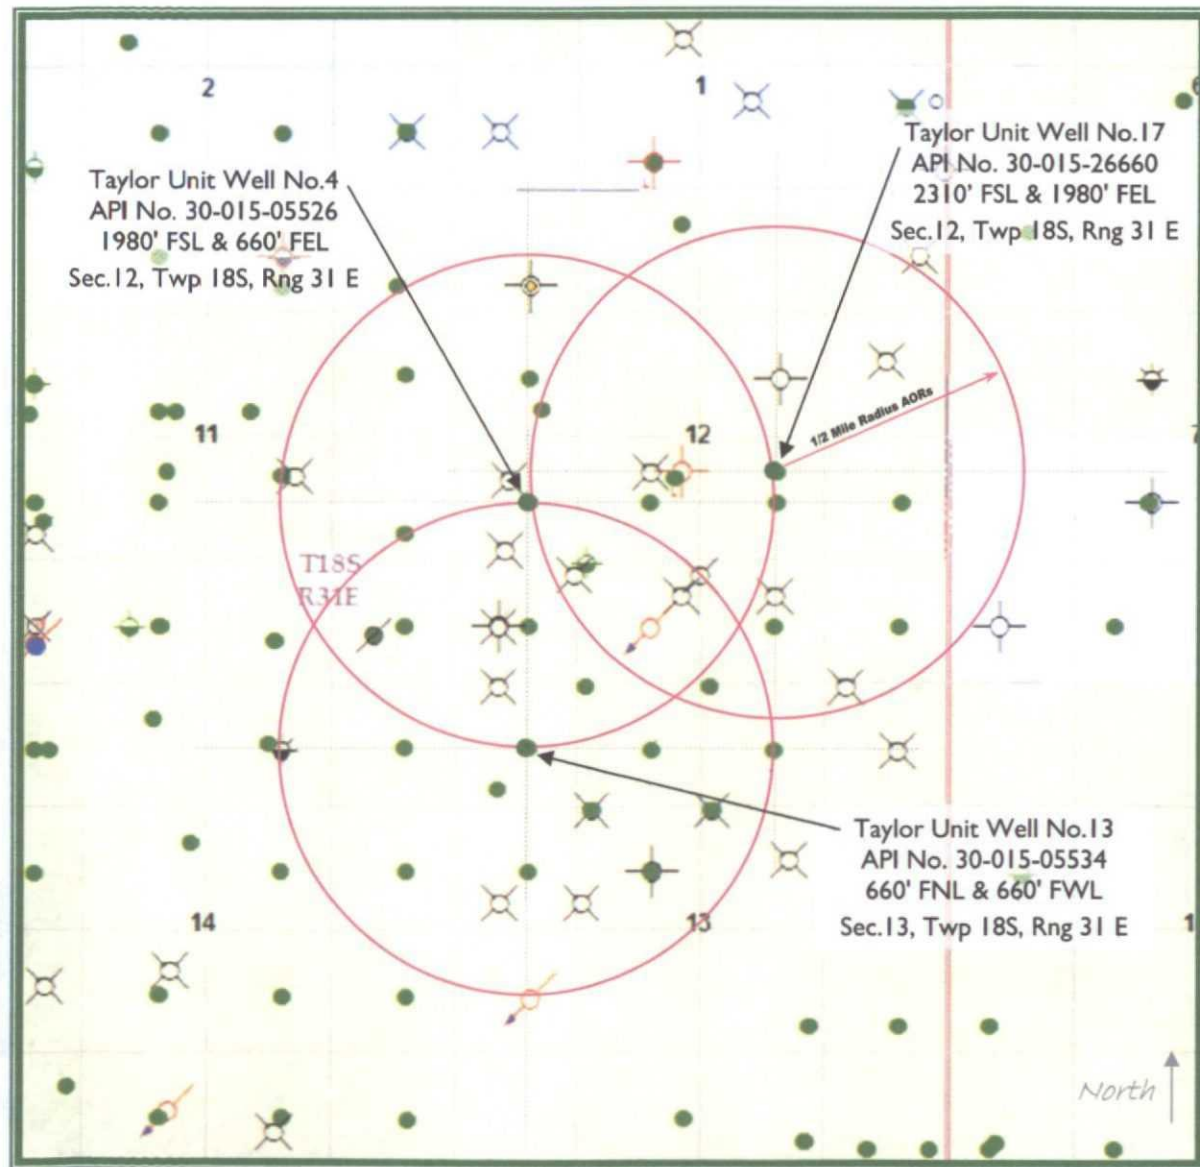 2
1
6
Taylor Unit Well No.17
API No. 30-015-26660
2310' FSL & 1980' FEL
Sec.12, Twp 18S, Rng 31 E
Taylor Unit Well No.4
API No. 30-015-05526
1980' FSL & 660' FEL
Sec.12, Twp 18S, Rng 31 E
1/2 Mile Radius AORs
11
12
7
T18S
R31E
Taylor Unit Well No.13
API No. 30-015-05534
660' FNL & 660' FWL
Sec.13, Twp 18S, Rng 31 E
14
13
1
North